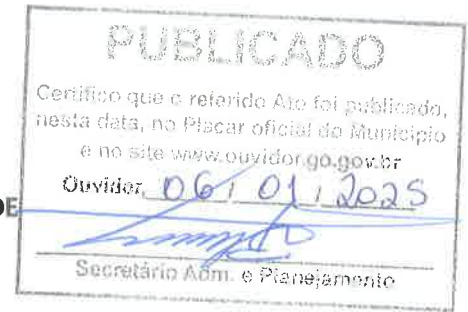 PUBLICADO
Certifico que o referido Ato foi publicado,
nesta data, no Placar oficial do Município
e no site www.ouvidor.go.gov.br
Ouvidor, 06 / 01 / 2025
DE
Secretário Adm. e Planejamento